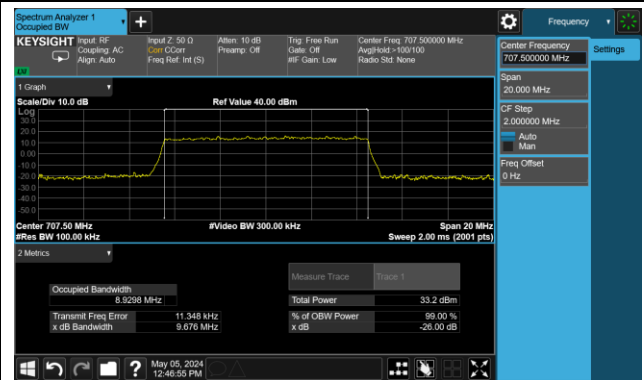 Spectrum Analyzer 1
Occupied BW
Frequency
KEYSIGHT
Input: RF
Coupling: AC
Align: Auto
Input Z: 50 Ω
Corr CCorr
Freq Ref: Int (S)
Atten: 10 dB
Preamp: Off
Trig: Free Run
Gate: Off
#IF Gain: Low
Center Freq: 707.500000 MHz
Avg|Hold:>100/100
Radio Std: None
Center Frequency
707.500000 MHz
Settings
Span
20.000 MHz
CF Step
2.000000 MHz
Auto
Man
Freq Offset
0 Hz
1 Graph
Scale/Div 10.0 dB
Ref Value 40.00 dBm
Log
30.0
20.0
10.0
0.00
-10.0
-20.0
-30.0
-40.0
-50.0
Center 707.50 MHz
#Video BW 300.00 kHz
Span 20 MHz
#Res BW 100.00 kHz
Sweep 2.00 ms (2001 pts)
2 Metrics
Measure Trace
Trace 1
Occupied Bandwidth
8.9298 MHz
Total Power
33.2 dBm
Transmit Freq Error
11.348 kHz
% of OBW Power
99.00 %
x dB Bandwidth
9.676 MHz
x dB
-26.00 dB
?
May 05, 2024
12:46:55 PM